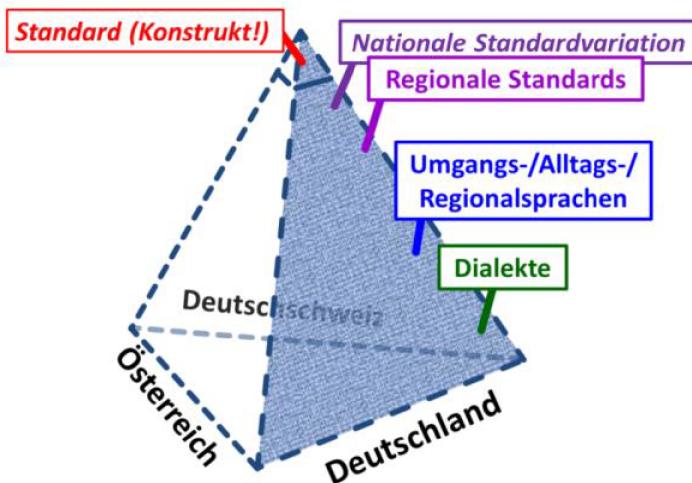 Standard (Konstrukt!)
Nationale Standardvariation
Regionale Standards
Umgangs-/Alltags-/
Regionalsprachen
Dialekte
Deutschschweiz
Österreich
Deutschland